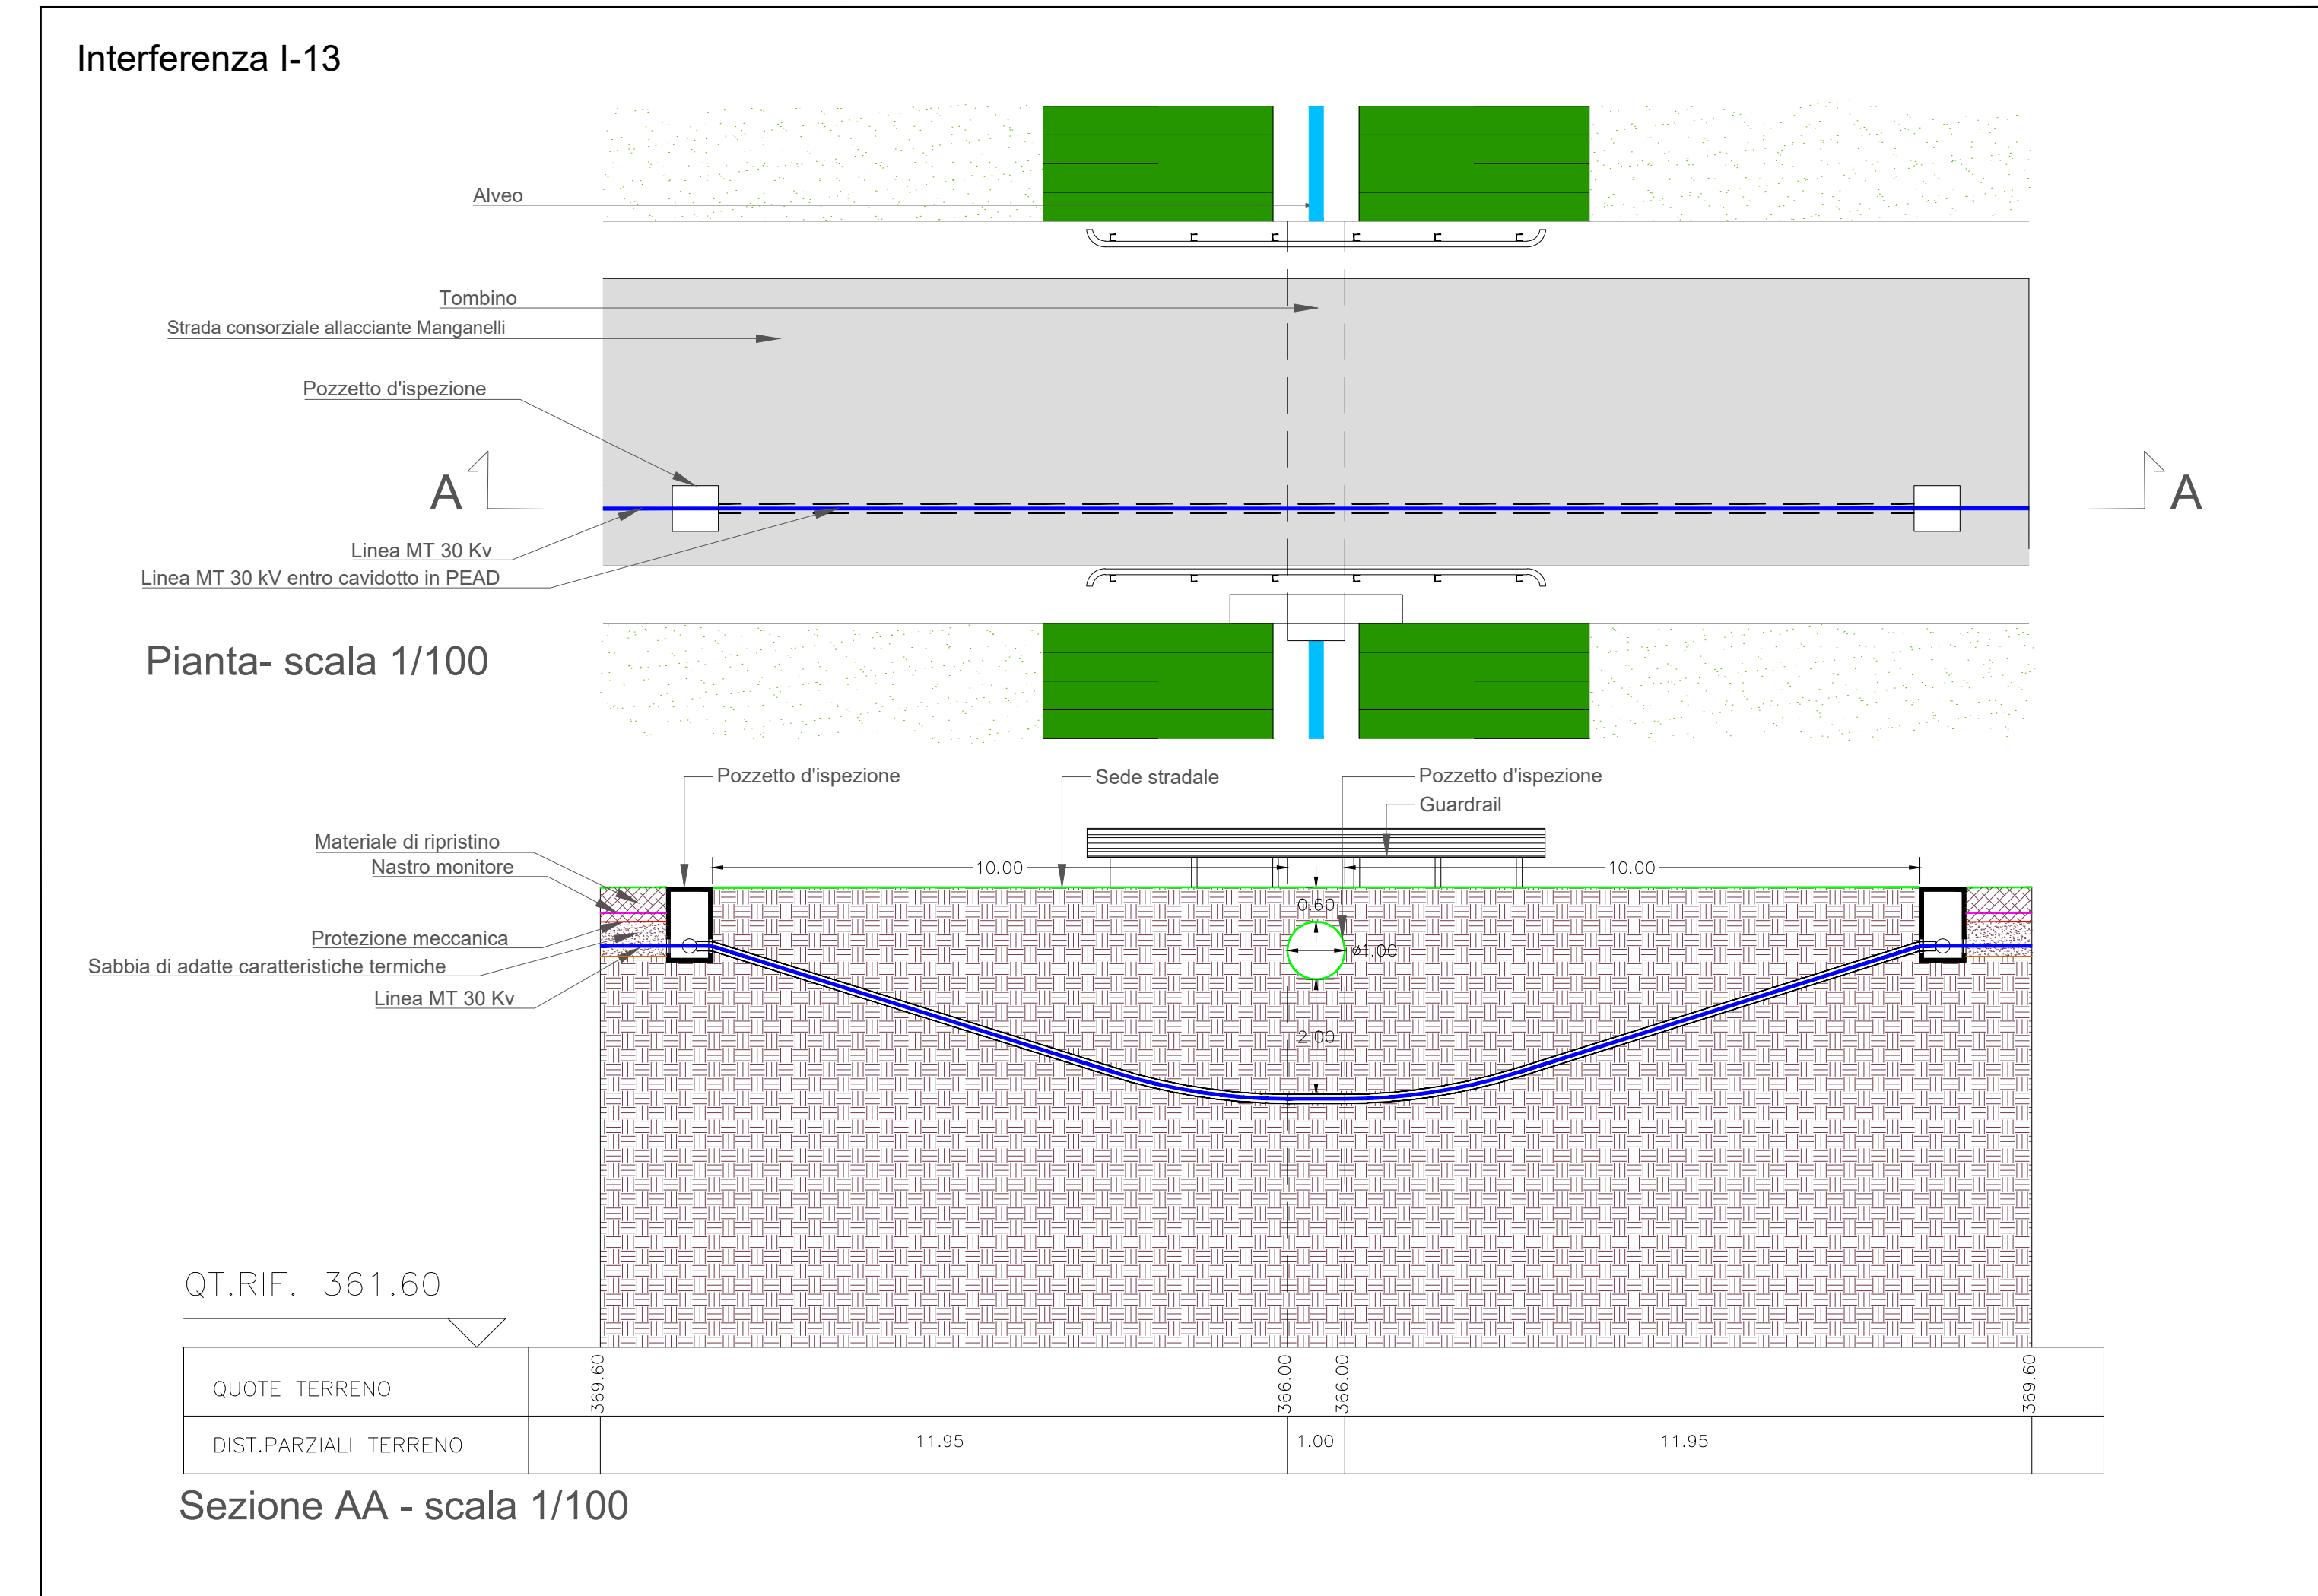 Interferenza I-13
Alveo
Tombino
Strada consorziale allacciante Manganelli
Pozzetto d'ispezione
A
A
Linea MT 30 Kv
Linea MT 30 kV entro cavidotto in PEAD
Pianta- scala 1/100
Pozzetto d'ispezione
Sede stradale
Pozzetto d'ispezione
Guardrail
Materiale di ripristino
Nastro monitore
10.00
10.00
0.60
Protezione meccanica
ø1.00
Sabbia di adatte caratteristiche termiche
Linea MT 30 Kv
2.00
QT.RIF. 361.60
QUOTE TERRENO
369.60
366.00
366.00
369.60
DIST.PARZIALI TERRENO
11.95
1.00
11.95
Sezione AA - scala 1/100